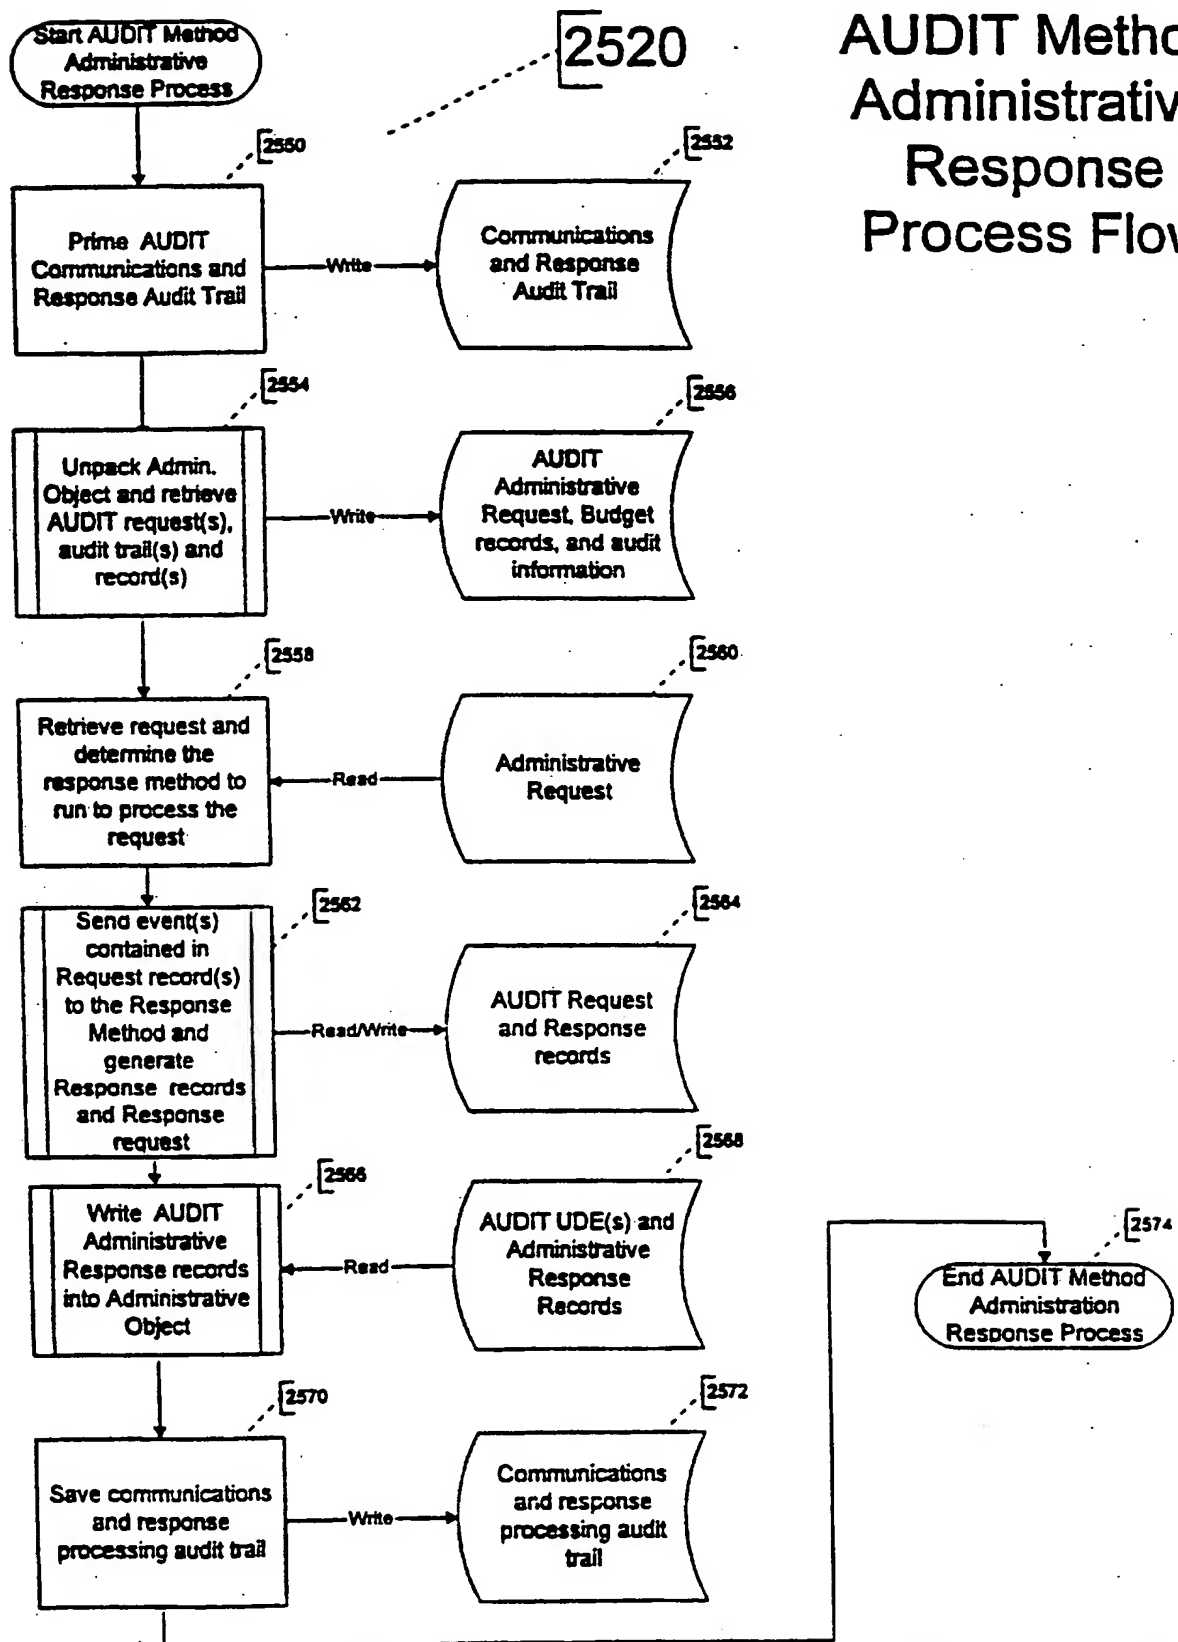 Start AUDIT Method
Administrative
Response Process
2520
AUDIT Metho
Administrativ
Response
Process Flow
2550
Prime AUDIT
Communications and
Response Audit Trail
Write
2552
Communications
and Response
Audit Trail
2554
Unpack Admin.
Object and retrieve
AUDIT request(s),
audit trail(s) and
record(s)
Write
2556
AUDIT
Administrative
Request, Budget
records, and audit
information
2558
Retrieve request and
determine the
response method to
run to process the
request
Read
2560
Administrative
Request
2562
Send event(s)
contained in
Request record(s)
to the Response
Method and
generate
Response records
and Response
request
Read/Write
2564
AUDIT Request
and Response
records
2566
Write AUDIT
Administrative
Response records
into Administrative
Object
Read
2568
AUDIT UDE(s) and
Administrative
Response
Records
2570
Save communications
and response
processing audit trail
Write
2572
Communications
and response
processing audit
trail
2574
End AUDIT Method
Administration
Response Process